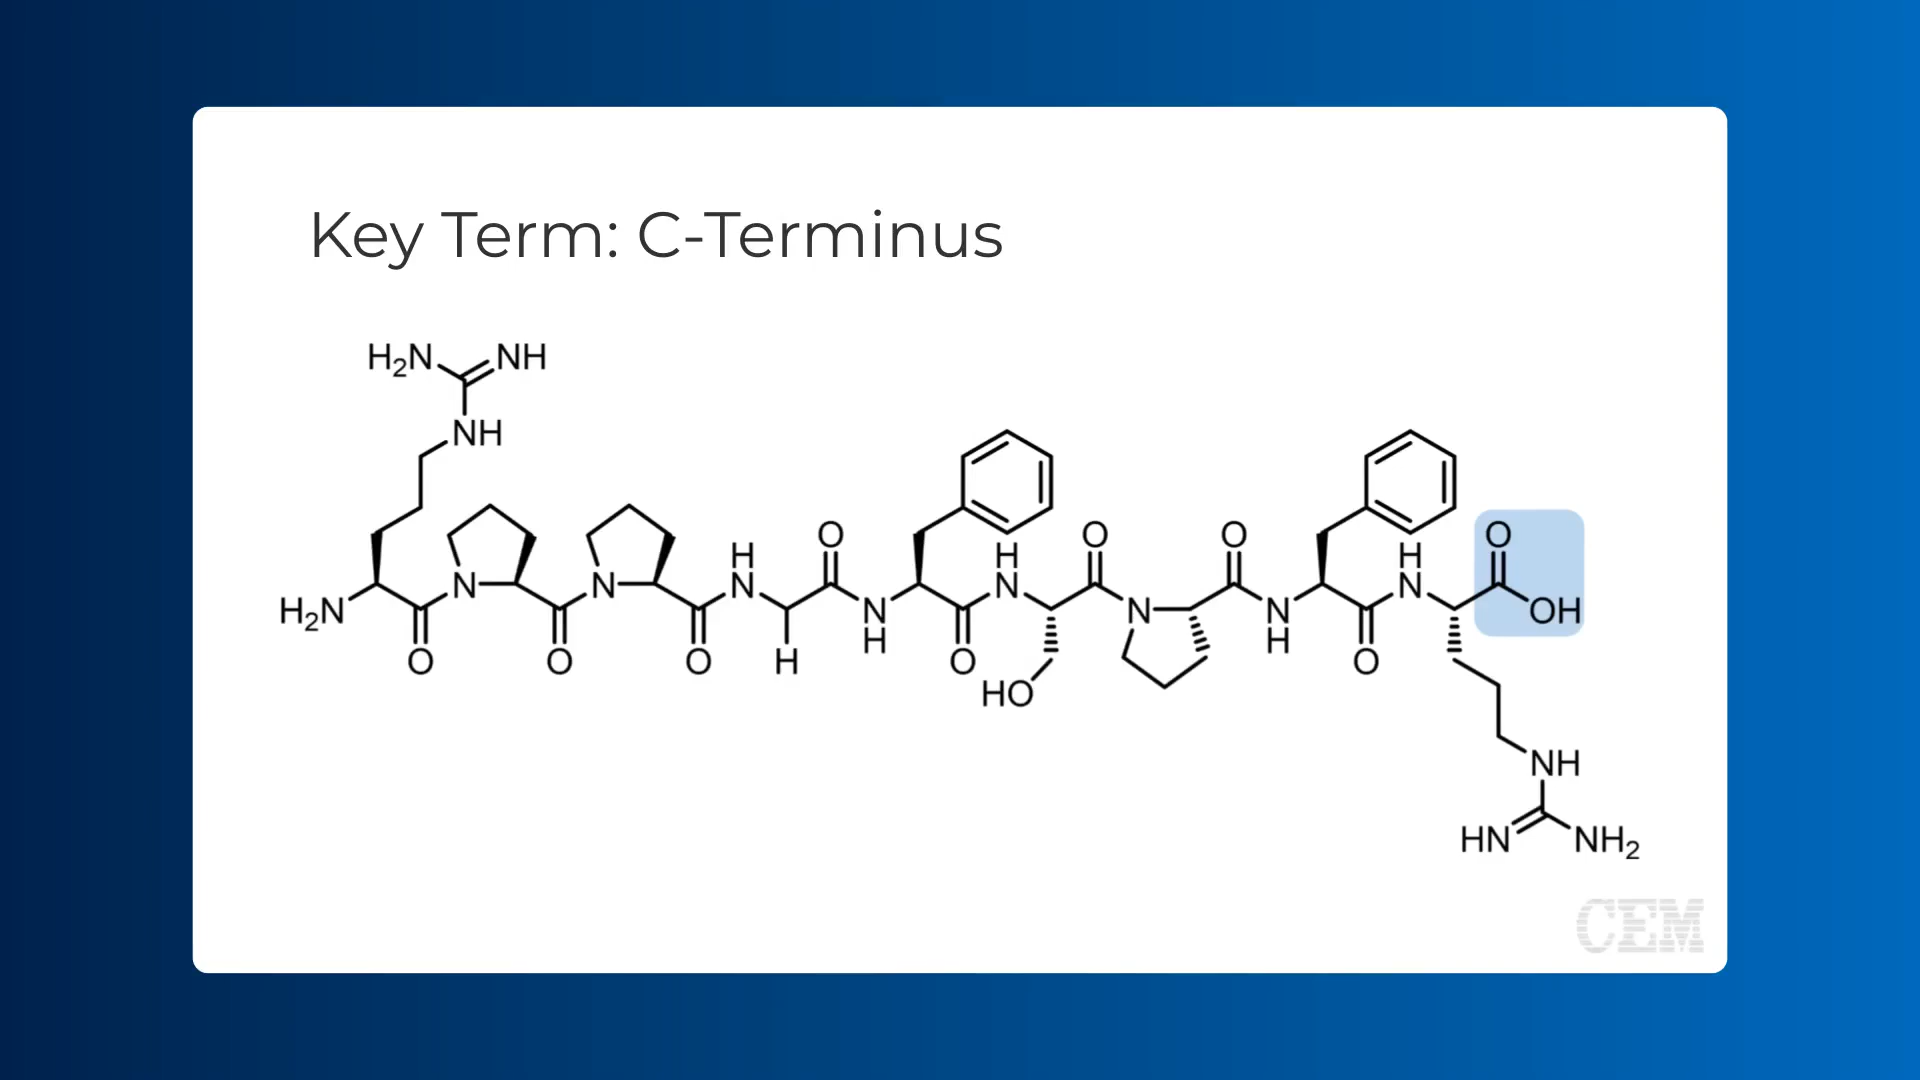 Key Term: C-Terminus
H₂N NH
NH
O O H H O
H O H N N
N N N
H₂N N N OH
H H
O O O H O O
HO
NH
HN NH₂
CEM